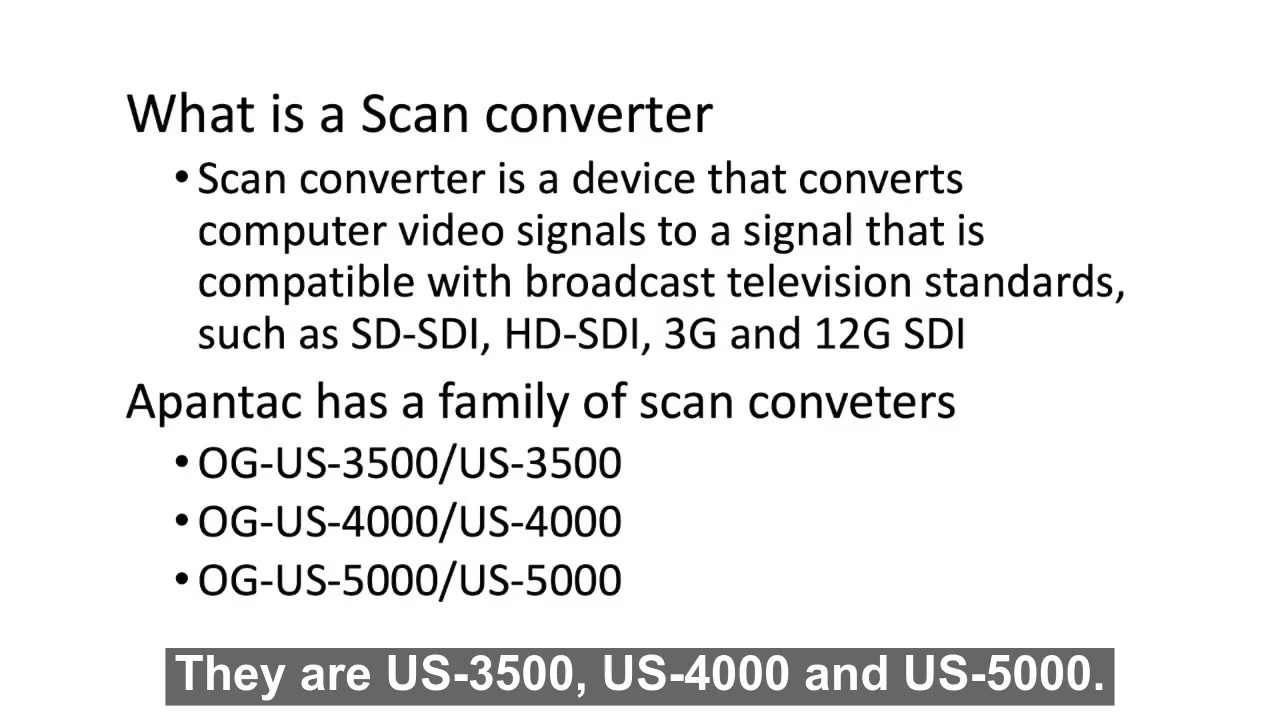 What is a Scan converter
• Scan converter is a device that converts
computer video signals to a signal that is
compatible with broadcast television standards,
such as SD-SDI, HD-SDI, 3G and 12G SDI
Apantac has a family of scan conveters
• OG-US-3500/US-3500
• OG-US-4000/US-4000
• OG-US-5000/US-5000
They are US-3500, US-4000 and US-5000.